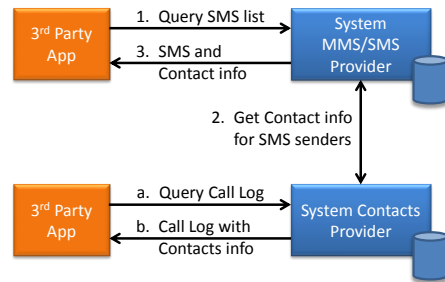 1. Query SMS list
3rd Party
App
3. SMS and
Contact info
System
MMS/SMS
Provider
2. Get Contact info
for SMS senders
a. Query Call Log
3rd Party
App
b. Call Log with
Contacts info
System Contacts
Provider